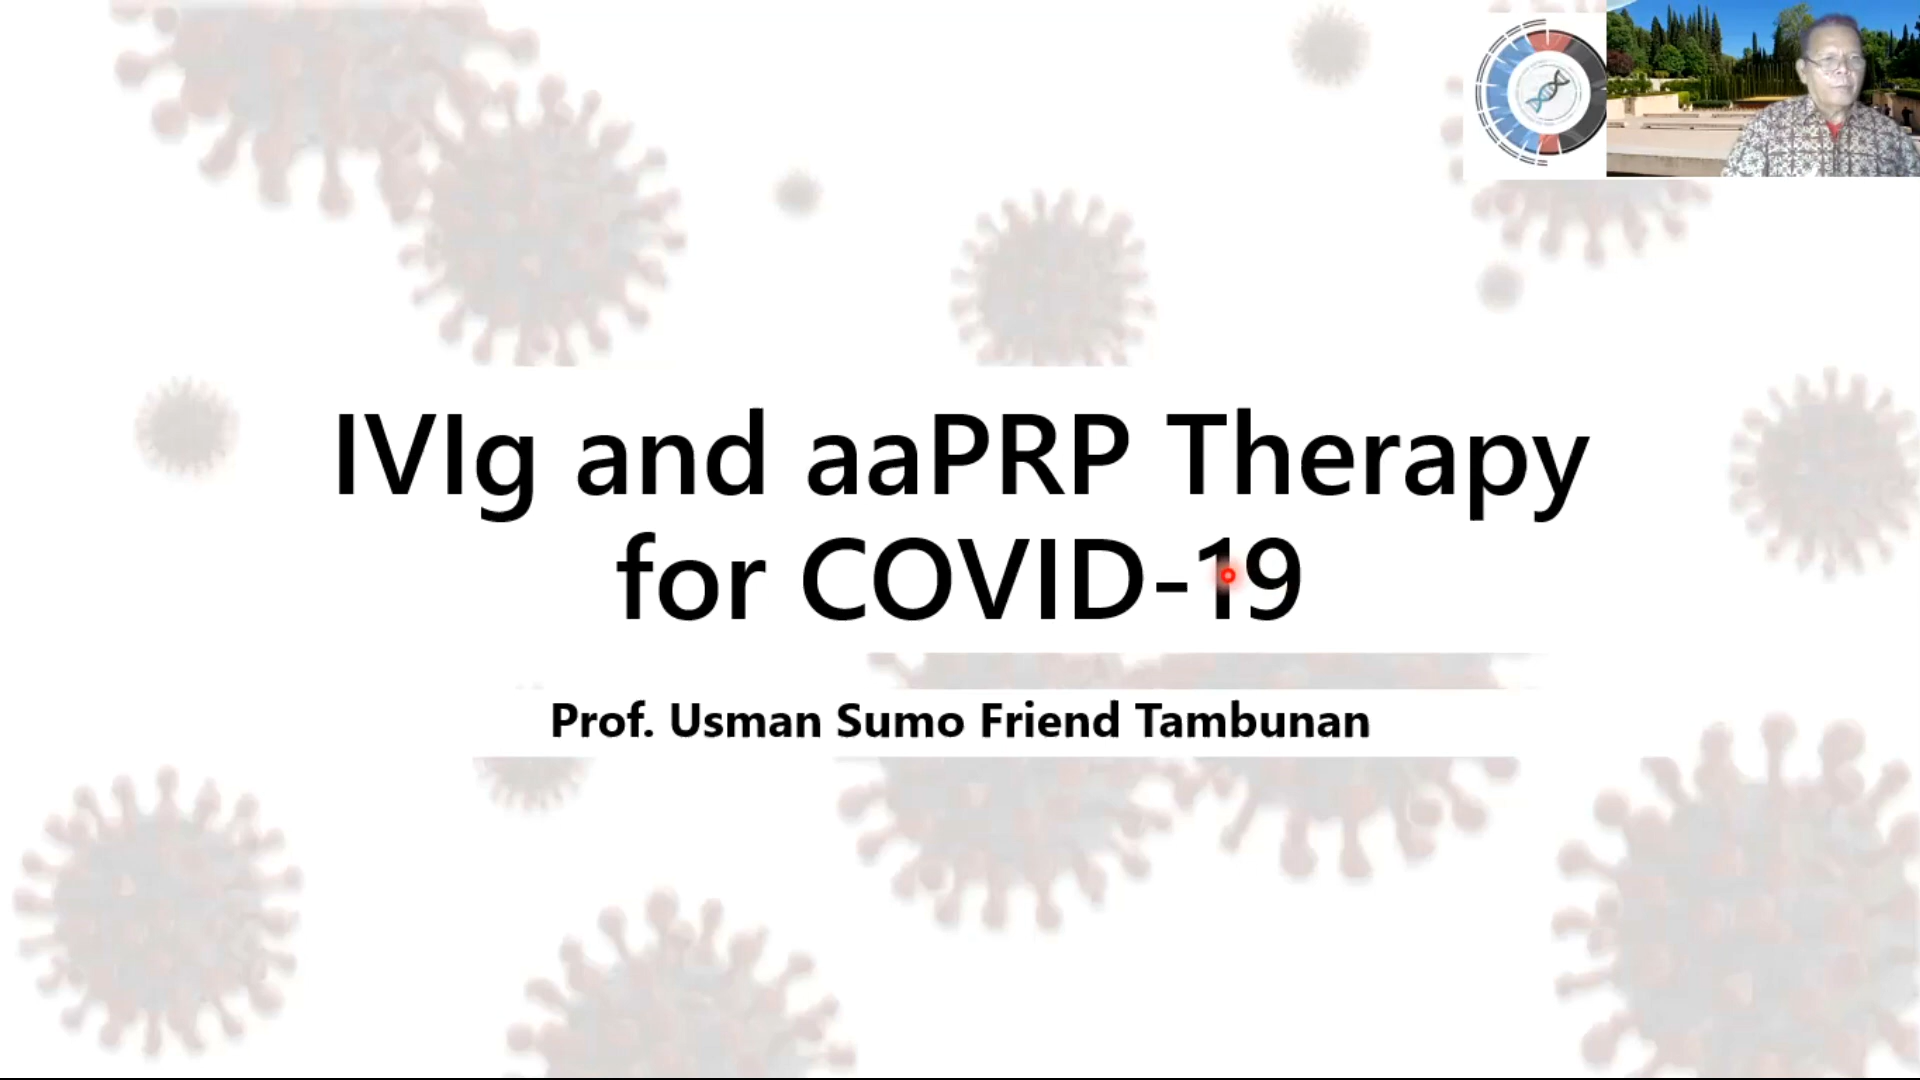 IVIg and aaPRP Therapy
for COVID-19
Prof. Usman Sumo Friend Tambunan